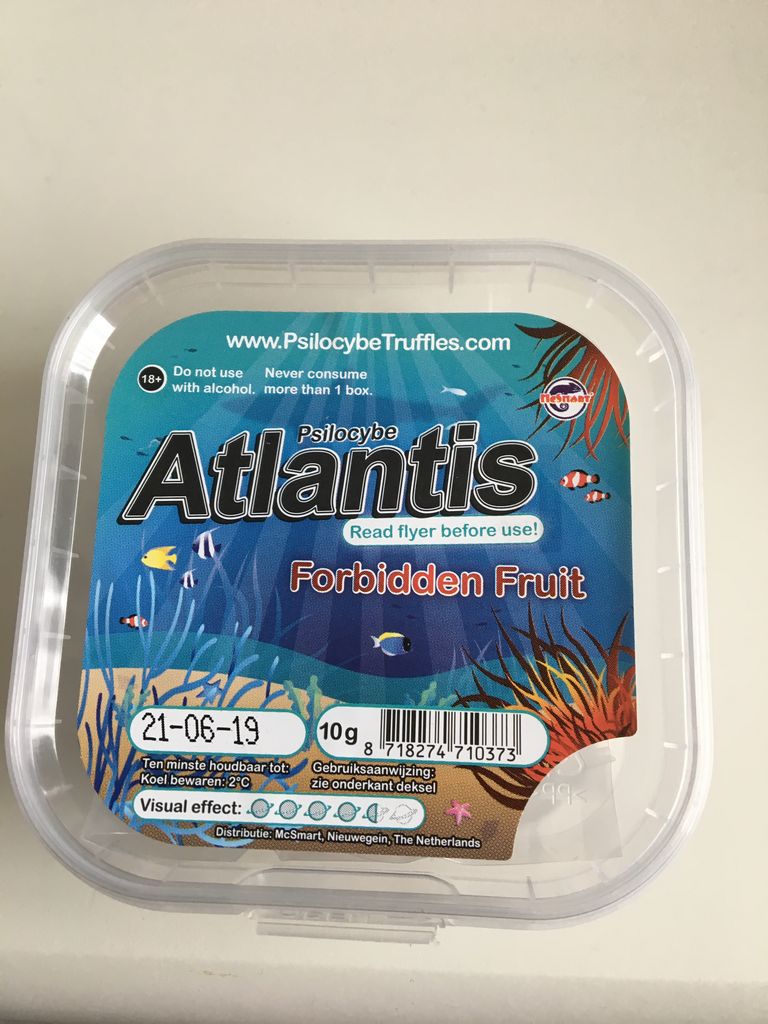 www.PsilocybeTruffles.com
18+ Do not use with alcohol. Never consume more than 1 box.
McSmart
Psilocybe
Atlantis
Read flyer before use!
Forbidden Fruit
21-06-19
10g
8 718274 710373
Ten minste houdbaar tot:
Koel bewaren: 2°C
Gebruiksaanwijzing:
zie onderkant deksel
Visual effect:
Distributie: McSmart, Nieuwegein, The Netherlands